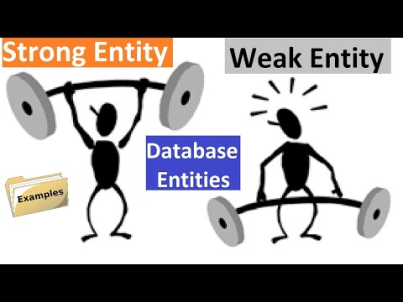 Strong Entity
Weak Entity
Database
Entities
Examples